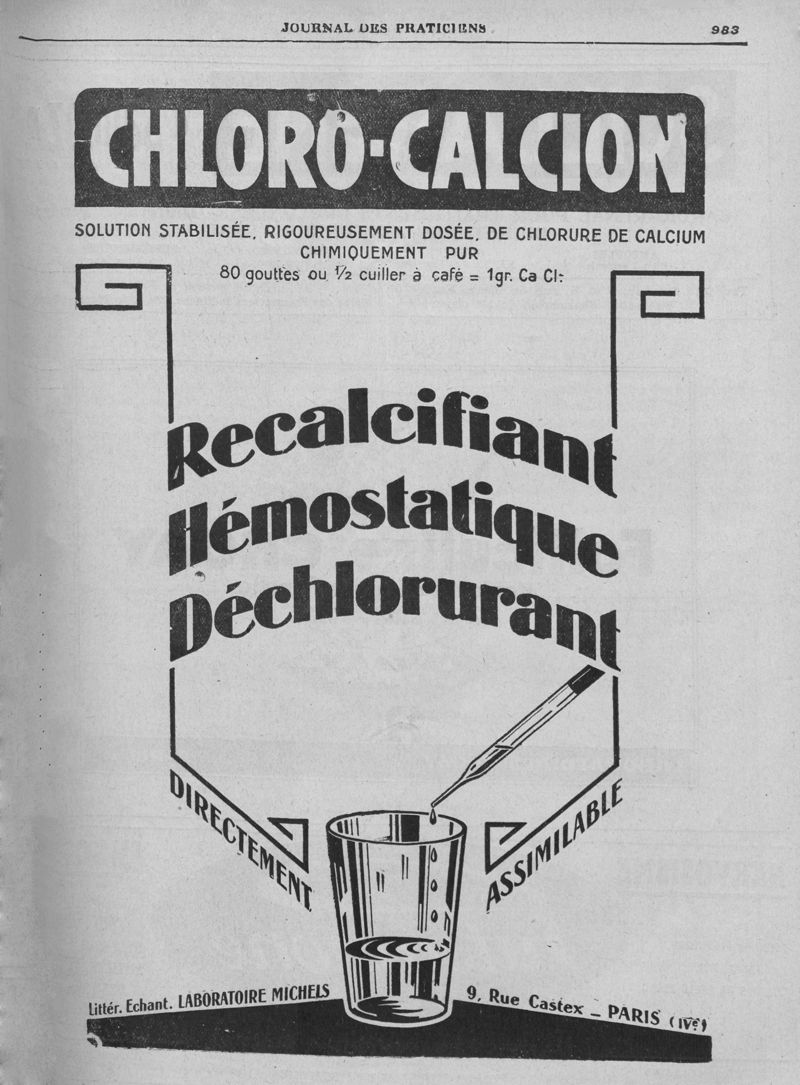 JOURNAL DES PRATICIENS
983
CHLORO-CALCION
SOLUTION STABILISÉE, RIGOUREUSEMENT DOSÉE, DE CHLORURE DE CALCIUM
CHIMIQUEMENT PUR
80 gouttes ou ½ cuiller à café = 1gr. Ca Cl²
Recalcifiant
Hémostatique
Déchlorurant
DIRECTEMENT
ASSIMILABLE
Littér. Echant. LABORATOIRE MICHELS
9, Rue Castex _ PARIS (IVe)